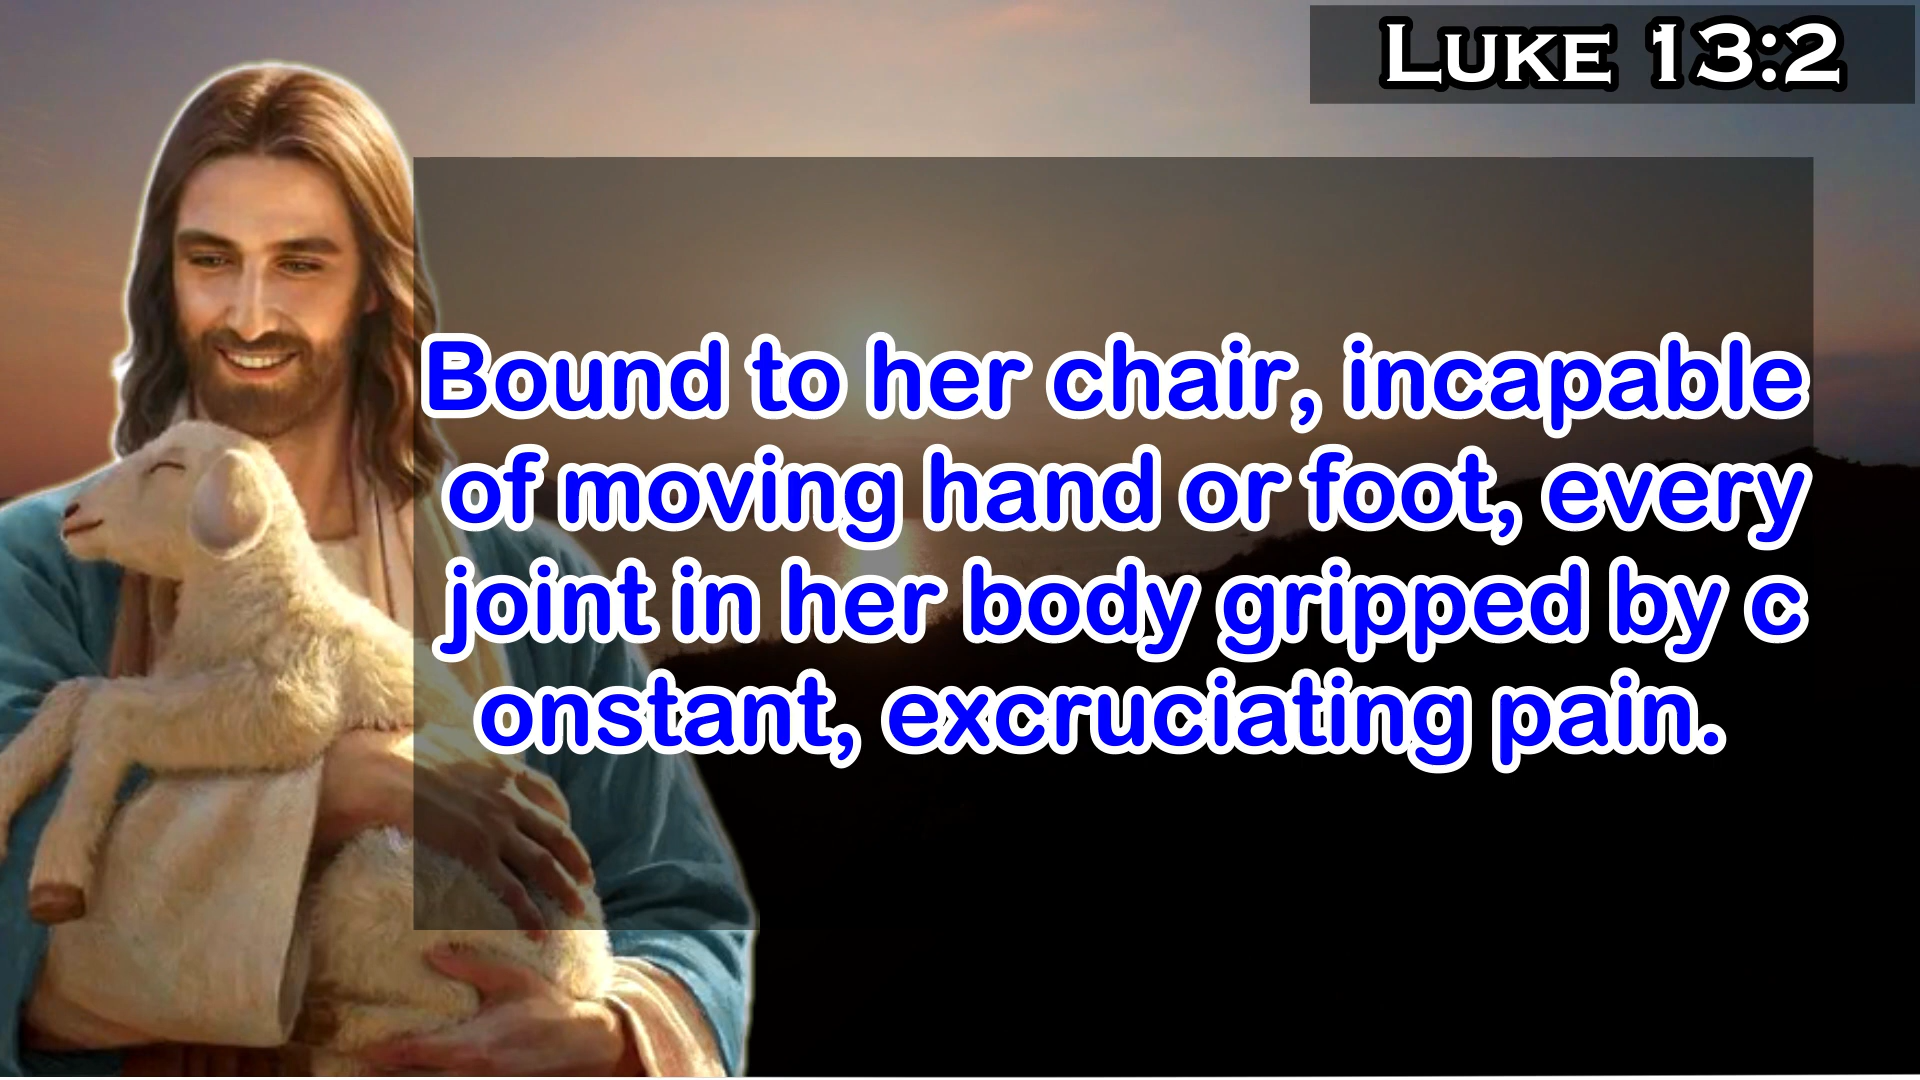 Luke 13:2
Bound to her chair, incapable
of moving hand or foot, every
joint in her body gripped by c
onstant, excruciating pain.